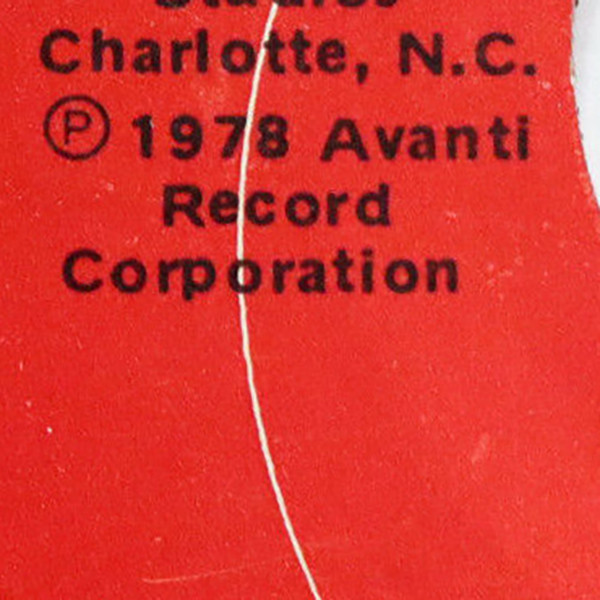 Charlotte, N.C.
℗ 1978 Avanti
Record
Corporation